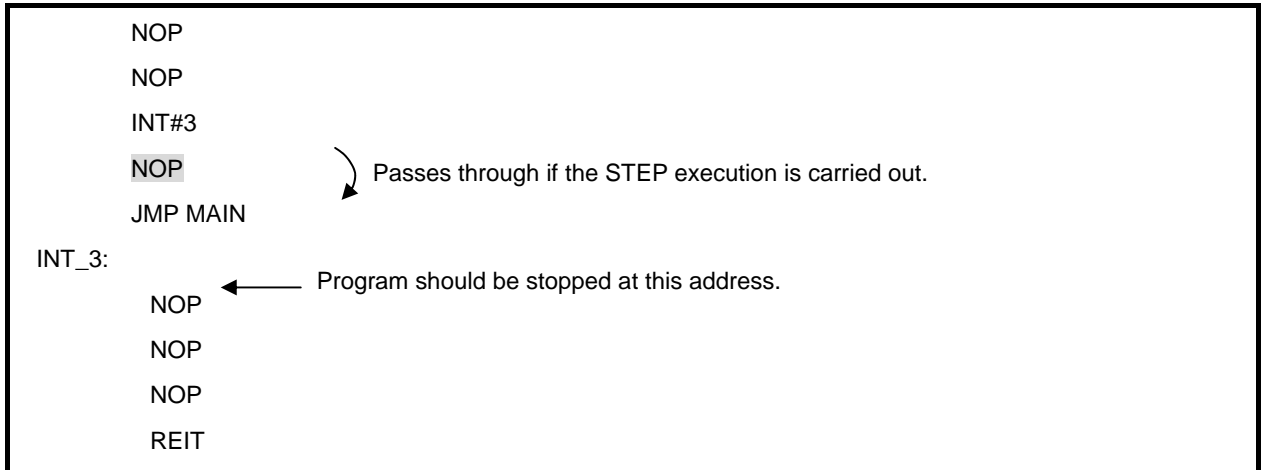 NOP
NOP
INT#3
NOP
Passes through if the STEP execution is carried out.
JMP MAIN
INT_3:
Program should be stopped at this address.
NOP
NOP
NOP
REIT